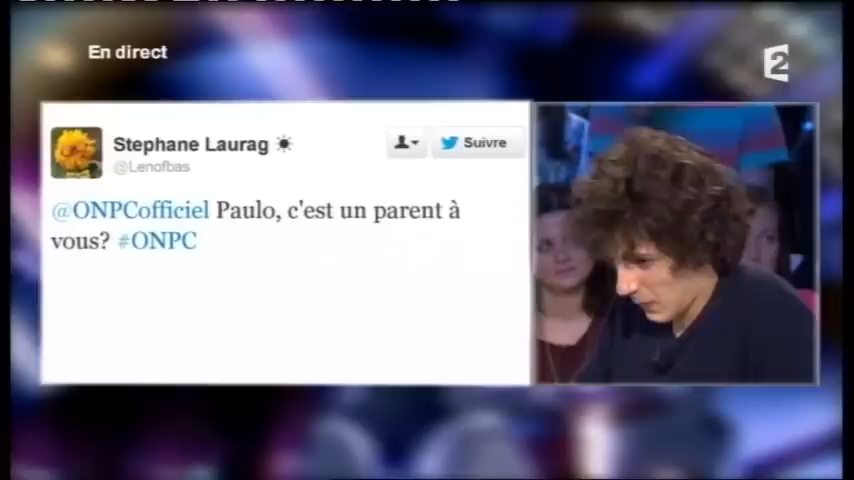 En direct
2
Stephane Laurag ☀
@Lenofbas
Suivre
@ONPCofficiel Paulo, c'est un parent à
vous? #ONPC